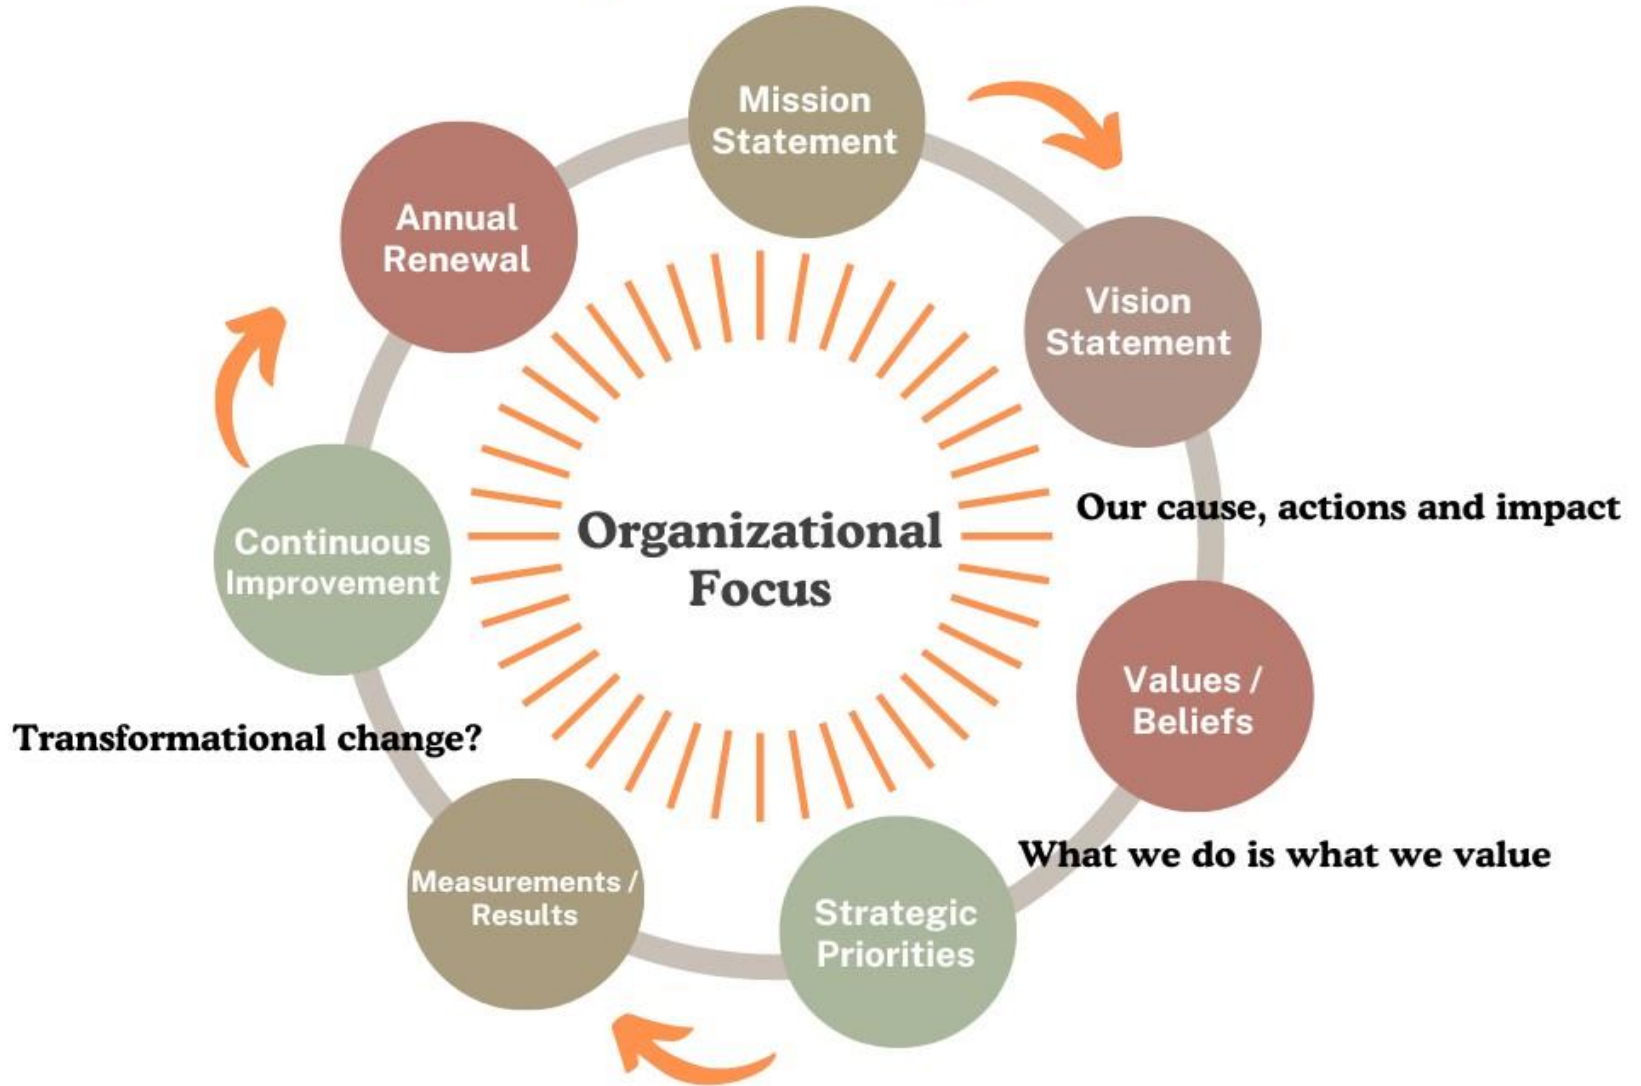 Mission
Statement
Annual
Renewal
Vision
Statement
Our cause, actions and impact
Organizational
Focus
Continuous
Improvement
Values /
Beliefs
Transformational change?
What we do is what we value
Measurements /
Results
Strategic
Priorities